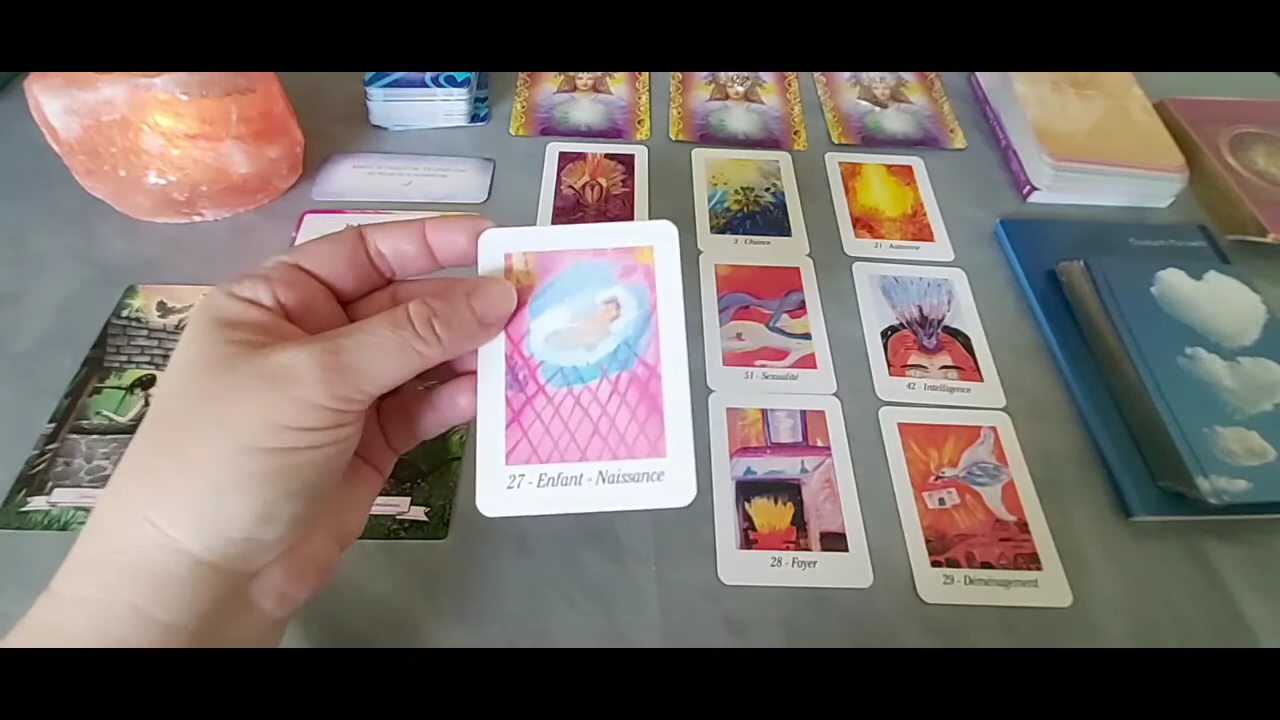 3 - Chance
21 - Automne
51 - Sexualité
42 - Intelligence
27 - Enfant - Naissance
28 - Foyer
29 - Déménagement